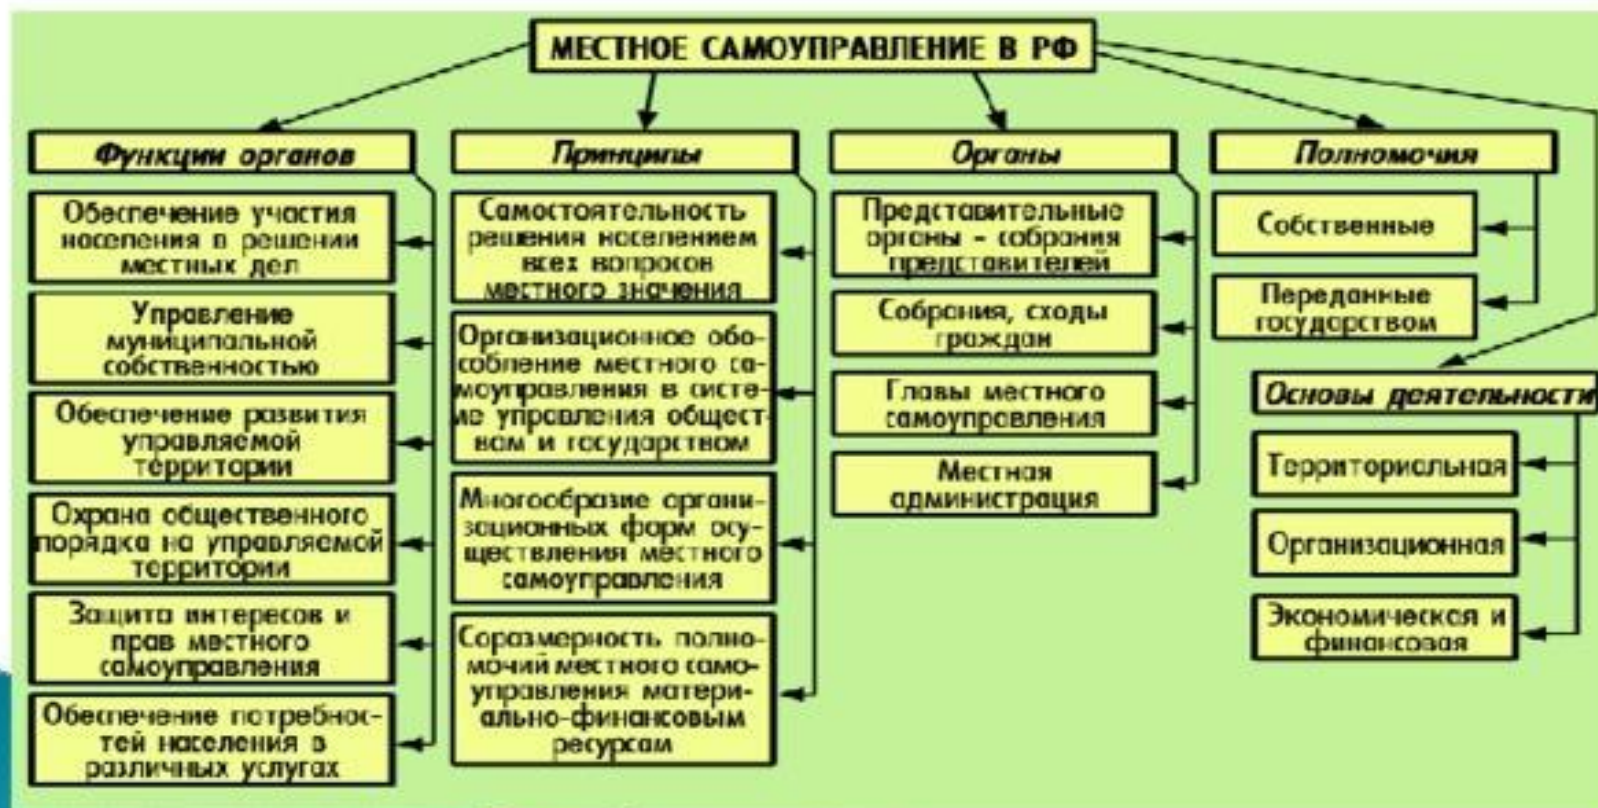 МЕСТНОЕ САМОУПРАВЛЕНИЕ В РФ
Функции органов
Обеспечение участия
населения в решении
местных дел
Управление
муниципальной
собственностью
Обеспечение развития
управляемой
территории
Охрана общественного
порядка на управляемой
территории
Защита интересов и
прав местного
самоуправления
Обеспечение потребнос-
тей населения в
различных услугах
Принципы
Самостоятельность
решения населением
всех вопросов
местного значения
Организационное обо-
собление местного са-
моуправления в систе-
ме управления общест-
вом и государством
Многообразие органи-
зационных форм осу-
ществления местного
самоуправления
Соразмерность полно-
мочий местного само-
управления матери-
ально-финансовым
ресурсам
Органы
Представительные
органы - собрания
представителей
Собрания, сходы
граждан
Главы местного
самоуправления
Местная
администрация
Полномочия
Собственные
Переданные
государством
Основы деятельности
Территориальная
Организационная
Экономическая и
финансовая